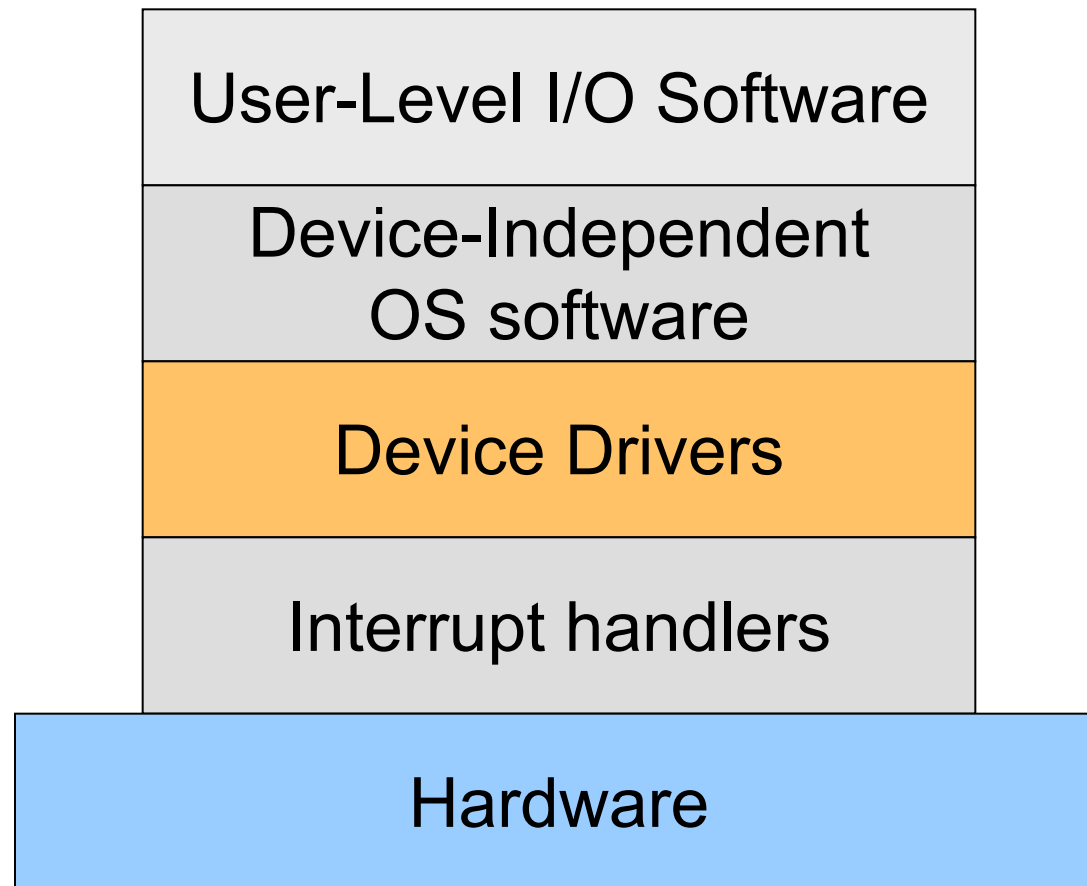 User-Level I/O Software
Device-Independent
OS software
Device Drivers
Interrupt handlers
Hardware